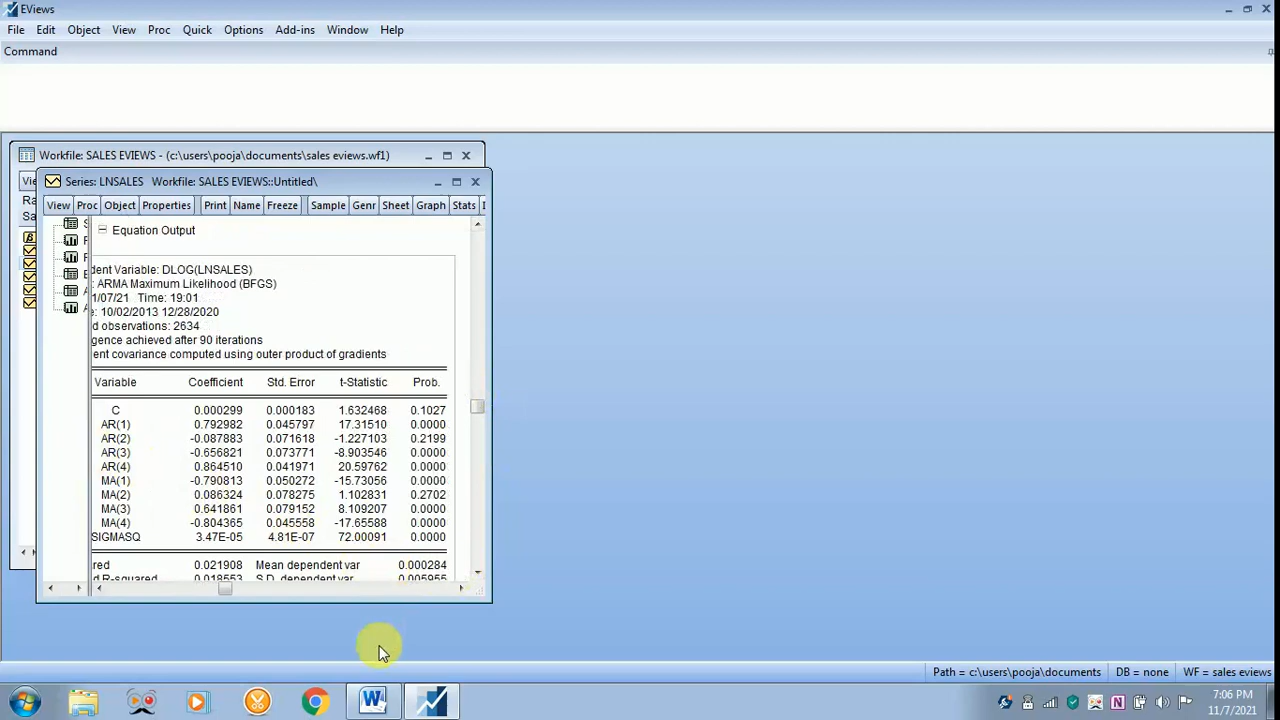 EViews
File Edit Object View Proc Quick Options Add-ins Window Help
Command
Workfile: SALES EVIEWS - (c:\users\pooja\documents\sales eviews.wf1)
Series: LNSALES Workfile: SALES EVIEWS::Untitled\
View Proc Object Properties Print Name Freeze Sample Genr Sheet Graph Stats
Equation Output
dent Variable: DLOG(LNSALES)
: ARMA Maximum Likelihood (BFGS)
1/07/21 Time: 19:01
e: 10/02/2013 12/28/2020
d observations: 2634
gence achieved after 90 iterations
ent covariance computed using outer product of gradients
Variable Coefficient Std. Error t-Statistic Prob.
C 0.000299 0.000183 1.632468 0.1027
AR(1) 0.792982 0.045797 17.31510 0.0000
AR(2) -0.087883 0.071618 -1.227103 0.2199
AR(3) -0.656821 0.073771 -8.903546 0.0000
AR(4) 0.864510 0.041971 20.59762 0.0000
MA(1) -0.790813 0.050272 -15.73056 0.0000
MA(2) 0.086324 0.078275 1.102831 0.2702
MA(3) 0.641861 0.079152 8.109207 0.0000
MA(4) -0.804365 0.045558 -17.65588 0.0000
SIGMASQ 3.47E-05 4.81E-07 72.00091 0.0000
red 0.021908 Mean dependent var 0.000284
d R-squared 0.018553 S.D. dependent var 0.005955
Path = c:\users\pooja\documents DB = none WF = sales eviews
7:06 PM
11/7/2021